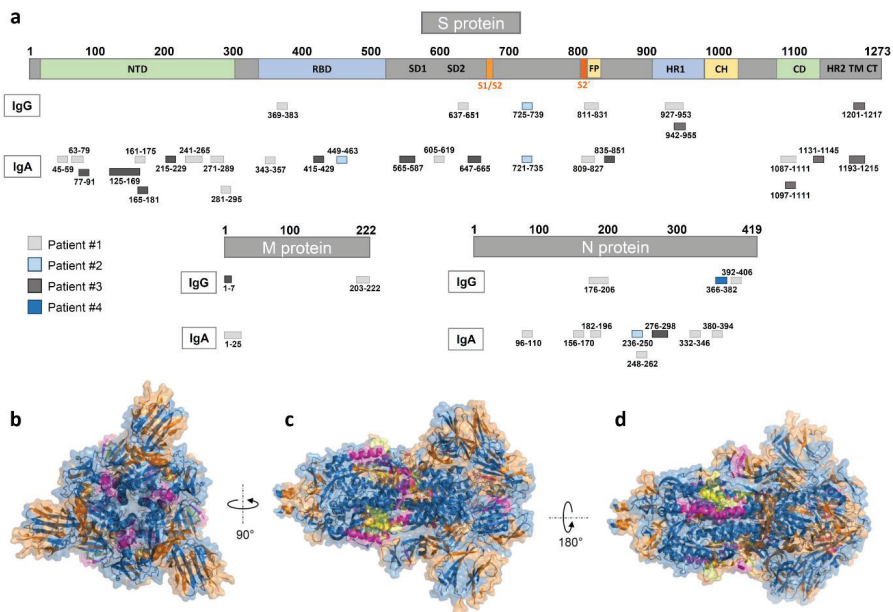 a
S protein
1 100 200 300 400 500 600 700 800 900 1000 1100 1273
NTD RBD SD1 SD2 FP HR1 CH CD HR2 TM CT
S1/S2 S2´
IgG
369-383 637-651 725-739 811-831 927-953 1201-1217
942-955
IgA
63-79 161-175 241-265 449-463 605-619 835-851 1131-1145
45-59 215-229 271-289 343-357 415-429 565-587 647-665 721-735 809-827 1087-1111 1193-1215
77-91 125-169
165-181 281-295 1097-1111
Patient #1
Patient #2
Patient #3
Patient #4
1 100 222
M protein
IgG
1-7 203-222
IgA
1-25
1 100 200 300 419
N protein
IgG
392-406
176-206 366-382
IgA
182-196 276-298 380-394
96-110 156-170 236-250 332-346
248-262
b c d
90°
180°